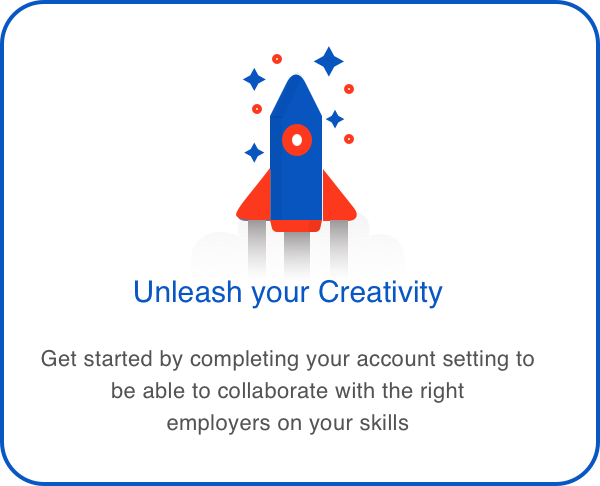 Unleash your Creativity
Get started by completing your account setting to
be able to collaborate with the right
employers on your skills